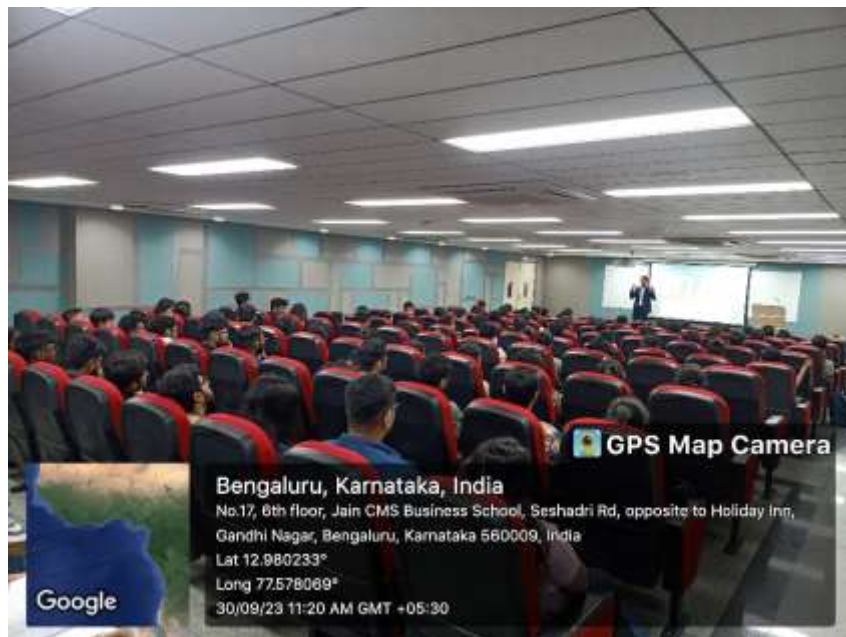 GPS Map Camera
Bengaluru, Karnataka, India
No.17, 6th floor, Jain CMS Business School, Seshadri Rd, opposite to Holiday Inn,
Gandhi Nagar, Bengaluru, Karnataka 560009, India
Lat 12.980233°
Long 77.578069°
30/09/23 11:20 AM GMT +05:30
Google